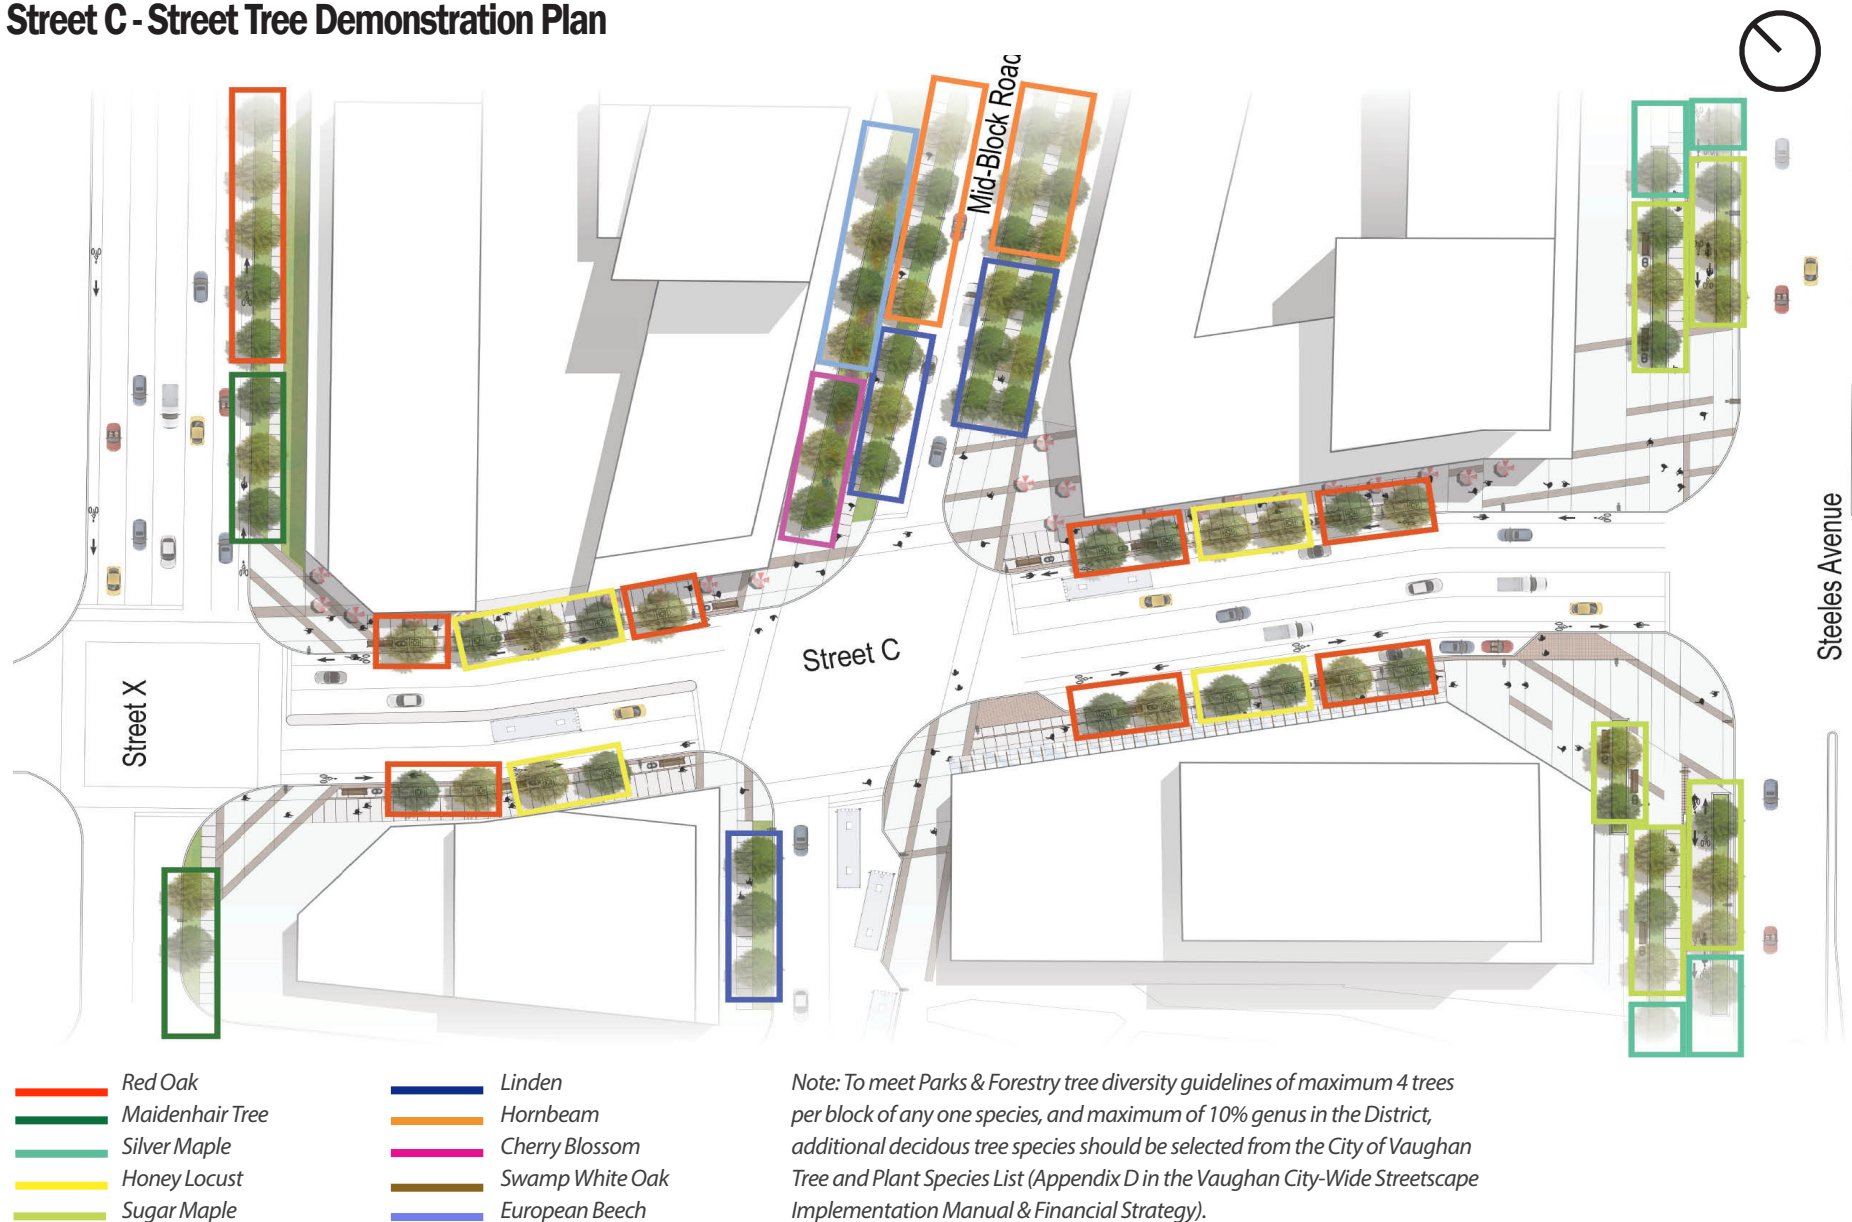 Street C - Street Tree Demonstration Plan
Mid-Block Road
Street C
Street X
Steeles Avenue
Red Oak
Maidenhair Tree
Silver Maple
Honey Locust
Sugar Maple
Linden
Hornbeam
Cherry Blossom
Swamp White Oak
European Beech
Note: To meet Parks & Forestry tree diversity guidelines of maximum 4 trees
per block of any one species, and maximum of 10% genus in the District,
additional decidous tree species should be selected from the City of Vaughan
Tree and Plant Species List (Appendix D in the Vaughan City-Wide Streetscape
Implementation Manual & Financial Strategy).